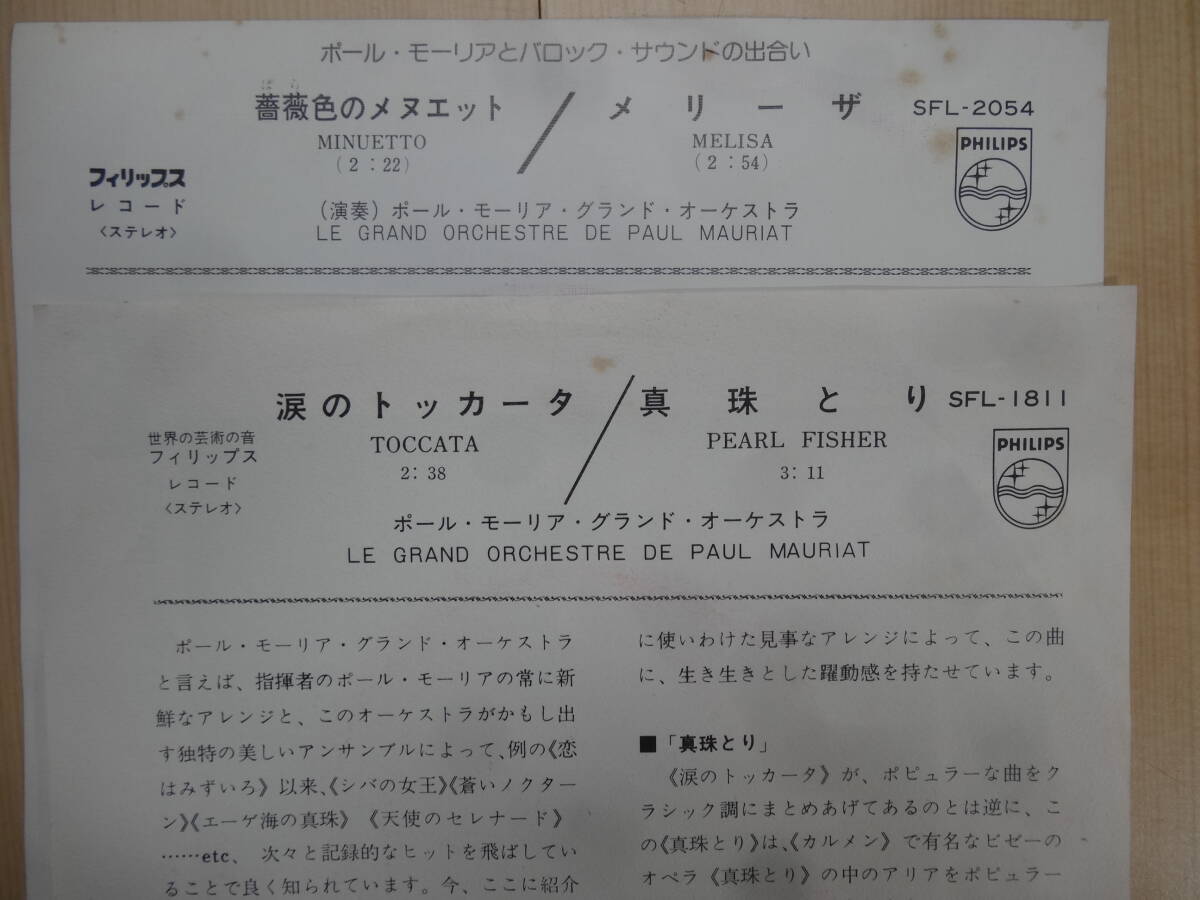 ポール・モーリアとバロック・サウンドの出合い
ばら
薔薇色のメヌエット / メリーザ SFL-2054
MINUETTO MELISA
(2:22) (2:54)
PHILIPS
フィリップス
レコード
〈ステレオ〉
(演奏)ポール・モーリア・グランド・オーケストラ
LE GRAND ORCHESTRE DE PAUL MAURIAT
涙のトッカータ / 真珠とり SFL-1811
TOCCATA PEARL FISHER
2:38 3:11
PHILIPS
世界の芸術の音
フィリップス
レコード
〈ステレオ〉
ポール・モーリア・グランド・オーケストラ
LE GRAND ORCHESTRE DE PAUL MAURIAT
ポール・モーリア・グランド・オーケストラ
と言えば、指揮者のポール・モーリアの常に新
鮮なアレンジと、このオーケストラがかもし出
す独特の美しいアンサンブルによって、例の《恋
はみずいろ》以来、《シバの女王》《蒼いノクター
ン》《エーゲ海の真珠》《天使のセレナード》
……etc、次々と記録的なヒットを飛ばしてい
ることで良く知られています。今、ここに紹介
に使いわけた見事なアレンジによって、この曲
に、生き生きとした躍動感を持たせています。
■「真珠とり」
《涙のトッカータ》が、ポピュラーな曲をク
ラシック調にまとめあげてあるのとは逆に、こ
の《真珠とり》は、《カルメン》で有名なビゼーの
オペラ《真珠とり》の中のアリアをポピュラー